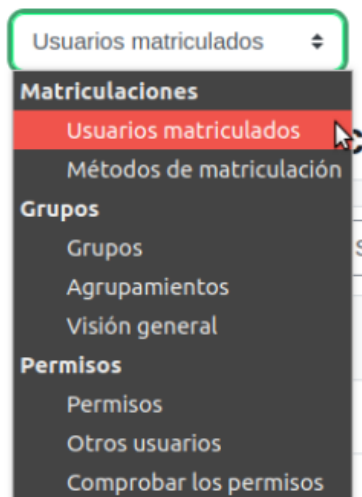 Usuarios matriculados
Matriculaciones
Usuarios matriculados
Métodos de matriculación
Grupos
Grupos
Agrupamientos
Visión general
Permisos
Permisos
Otros usuarios
Comprobar los permisos